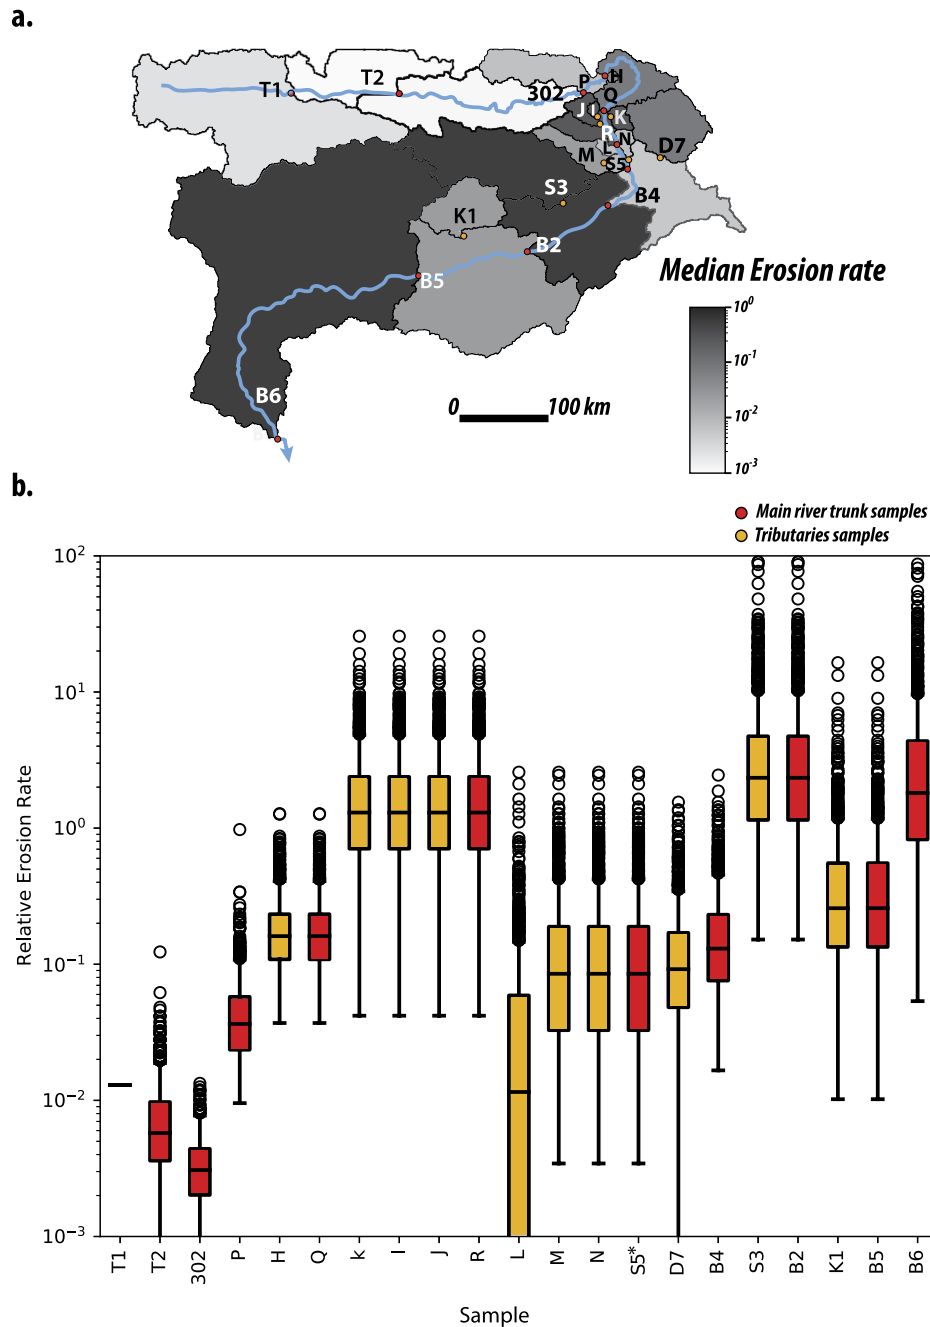 a.
T1
T2
302
P
H
Q
J
I
K
R
N
L
M
S5
D7
S3
B4
K1
B2
B5
B6
Median Erosion rate
10^0
10^-1
10^-2
10^-3
0 100 km
b.
Main river trunk samples
Tributaries samples
10^2
10^1
10^0
10^-1
10^-2
10^-3
Relative Erosion Rate
T1 T2 302 P H Q k I J R L M N S5* D7 B4 S3 B2 K1 B5 B6
Sample